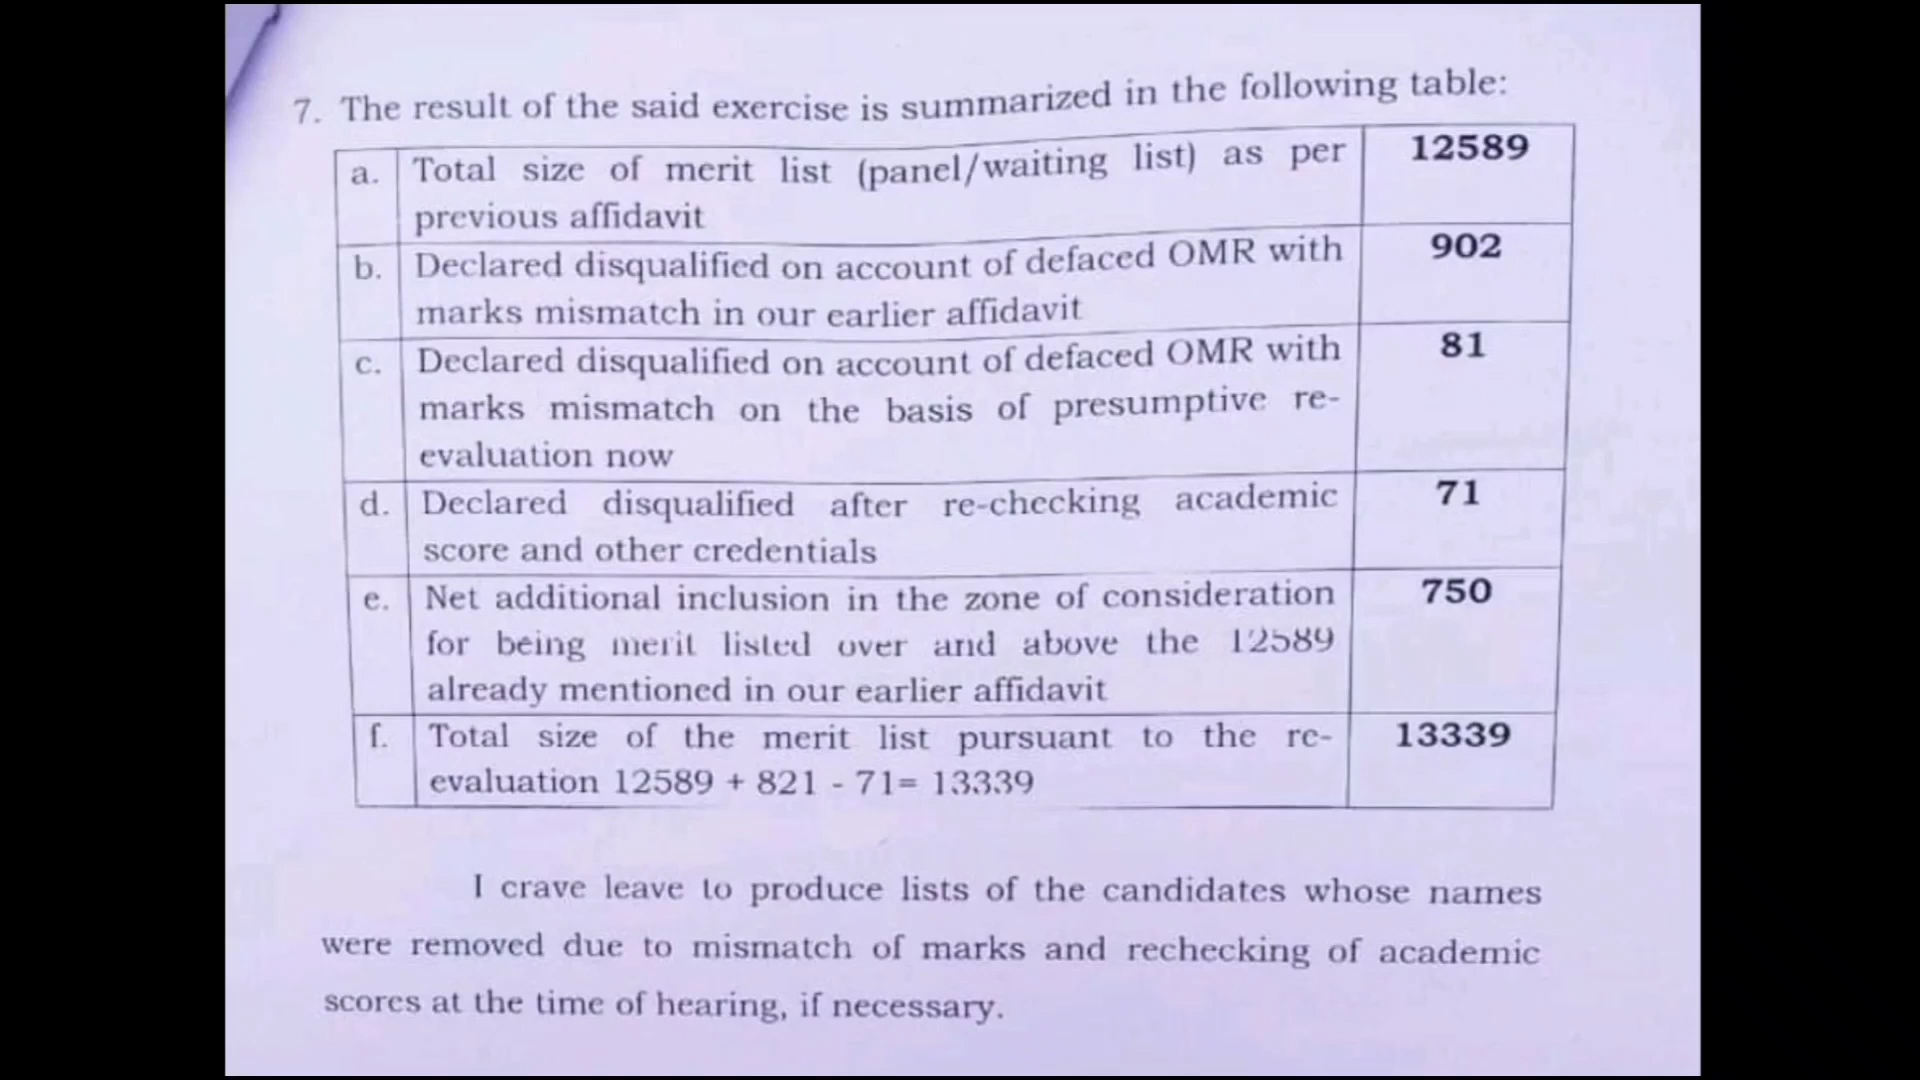 7. The result of the said exercise is summarized in the following table:
a. Total size of merit list (panel/waiting list) as per 12589
previous affidavit
b. Declared disqualified on account of defaced OMR with 902
marks mismatch in our earlier affidavit
c. Declared disqualified on account of defaced OMR with 81
marks mismatch on the basis of presumptive re-
evaluation now
d. Declared disqualified after re-checking academic 71
score and other credentials
e. Net additional inclusion in the zone of consideration 750
for being merit listed over and above the 12589
already mentioned in our earlier affidavit
f. Total size of the merit list pursuant to the re- 13339
evaluation 12589 + 821 - 71= 13339
I crave leave to produce lists of the candidates whose names
were removed due to mismatch of marks and rechecking of academic
scores at the time of hearing, if necessary.